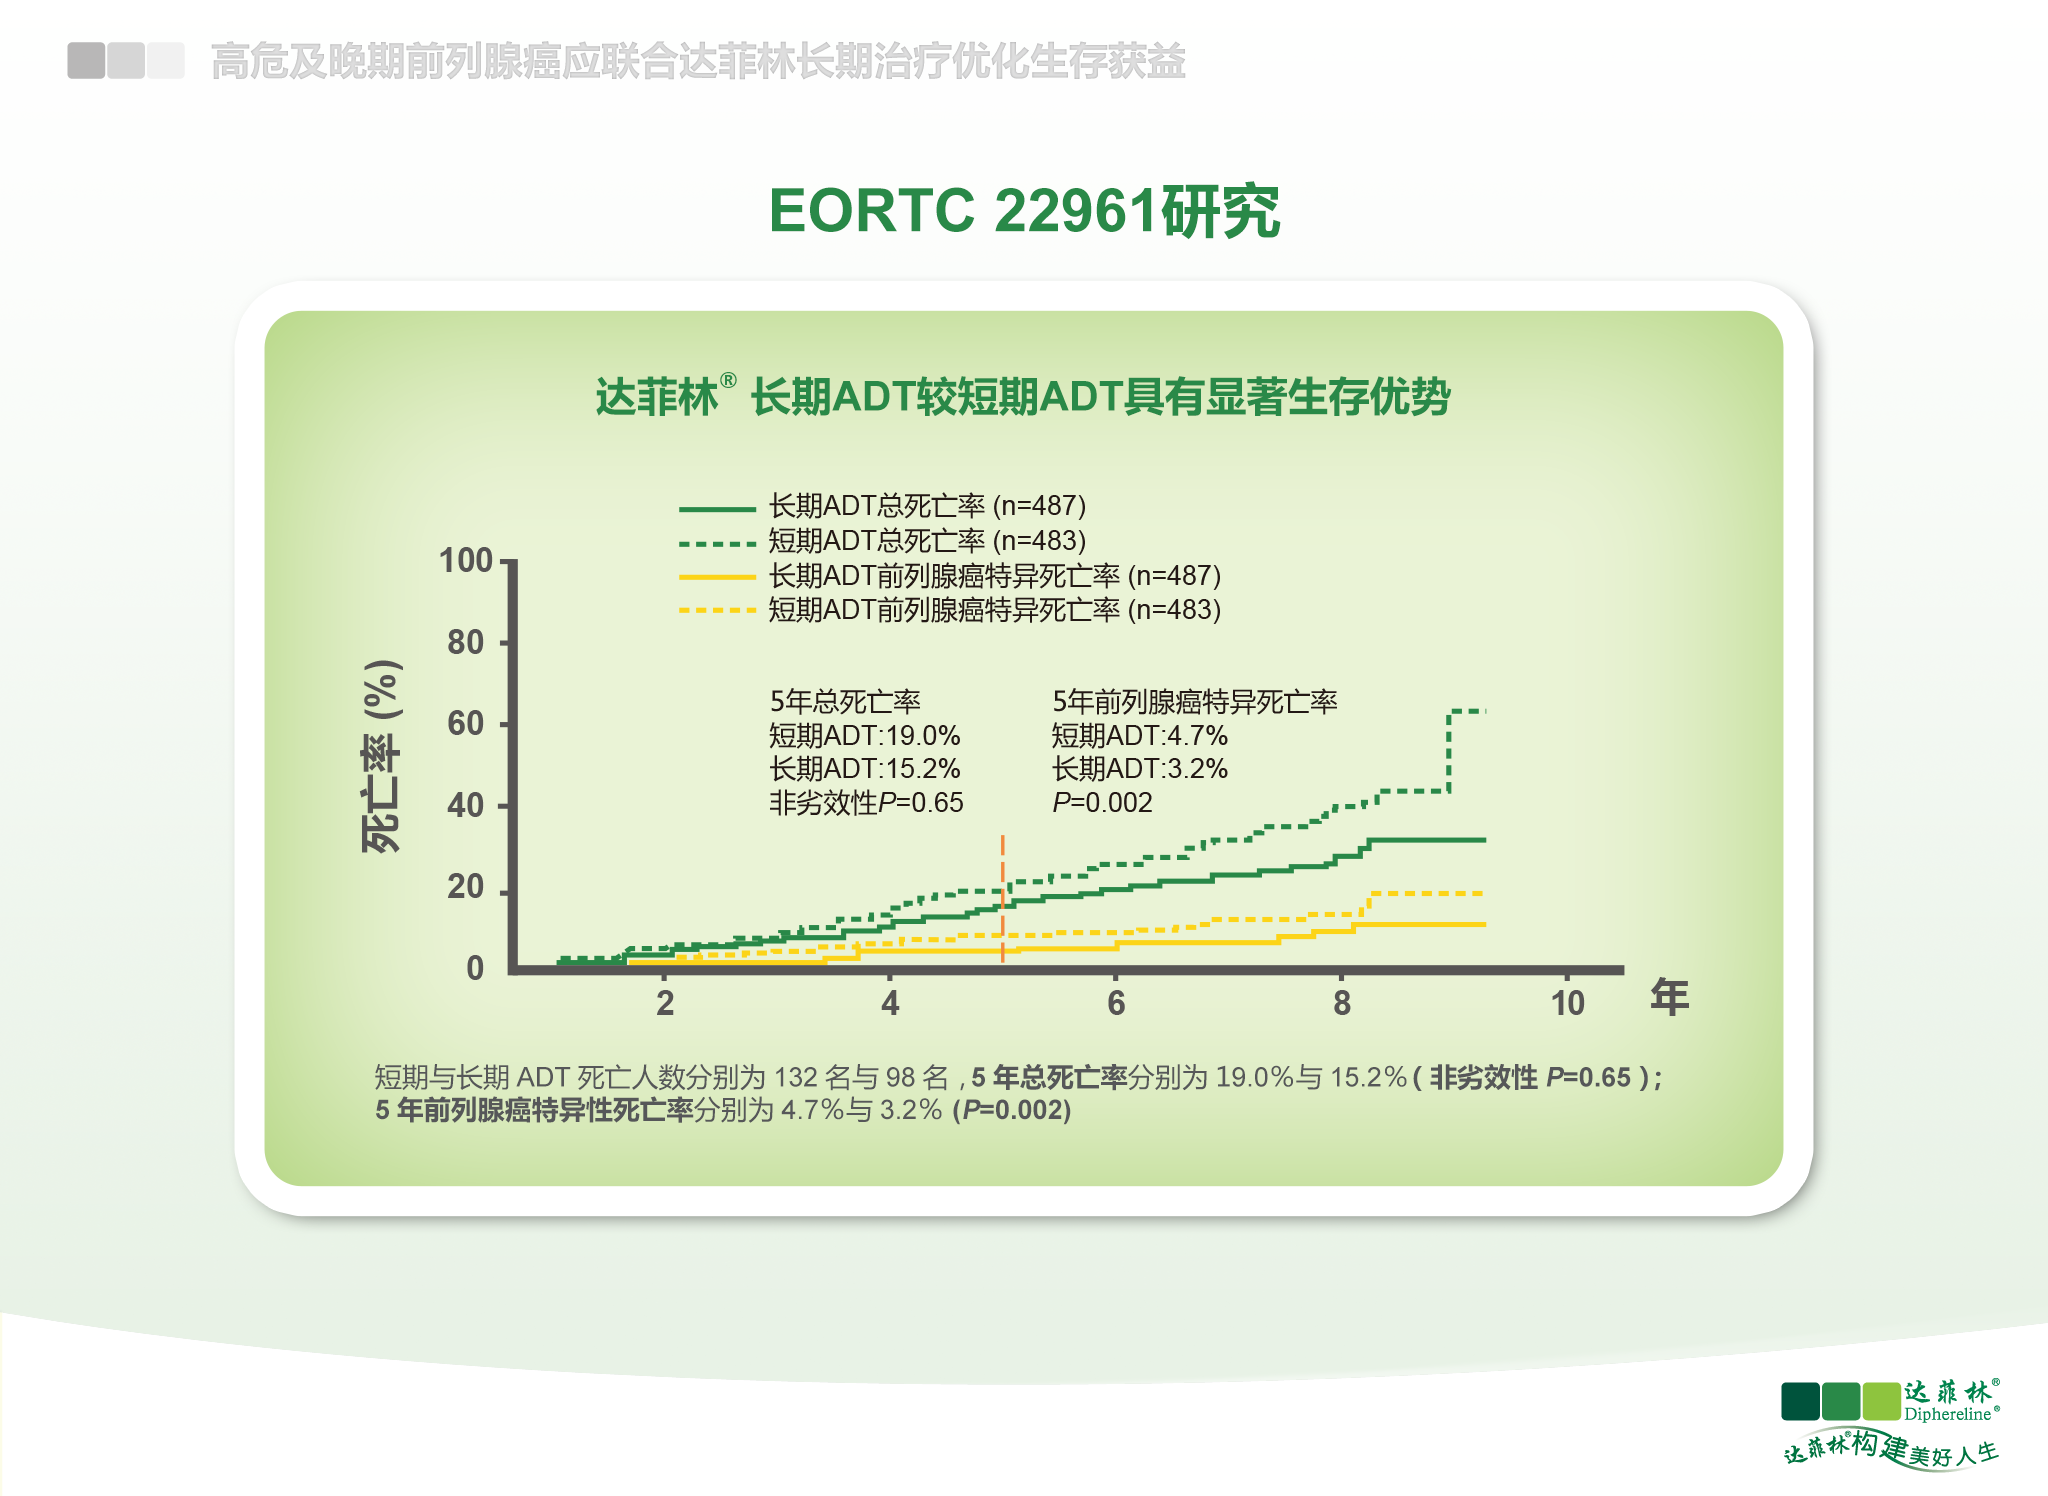 高危及晚期前列腺癌应联合达菲林长期治疗优化生存获益
EORTC 22961研究
达菲林® 长期ADT较短期ADT具有显著生存优势
长期ADT总死亡率 (n=487)
短期ADT总死亡率 (n=483)
长期ADT前列腺癌特异死亡率 (n=487)
短期ADT前列腺癌特异死亡率 (n=483)
死亡率 (%)
100
80
60
40
20
0
5年总死亡率
短期ADT:19.0%
长期ADT:15.2%
非劣效性P=0.65
5年前列腺癌特异死亡率
短期ADT:4.7%
长期ADT:3.2%
P=0.002
2 4 6 8 10 年
短期与长期 ADT 死亡人数分别为 132 名与 98 名 , 5 年总死亡率分别为 19.0%与 15.2% ( 非劣效性 P=0.65 ) ;
5 年前列腺癌特异性死亡率分别为 4.7%与 3.2% (P=0.002)
达菲林®
Diphereline®
达菲林®构建美好人生